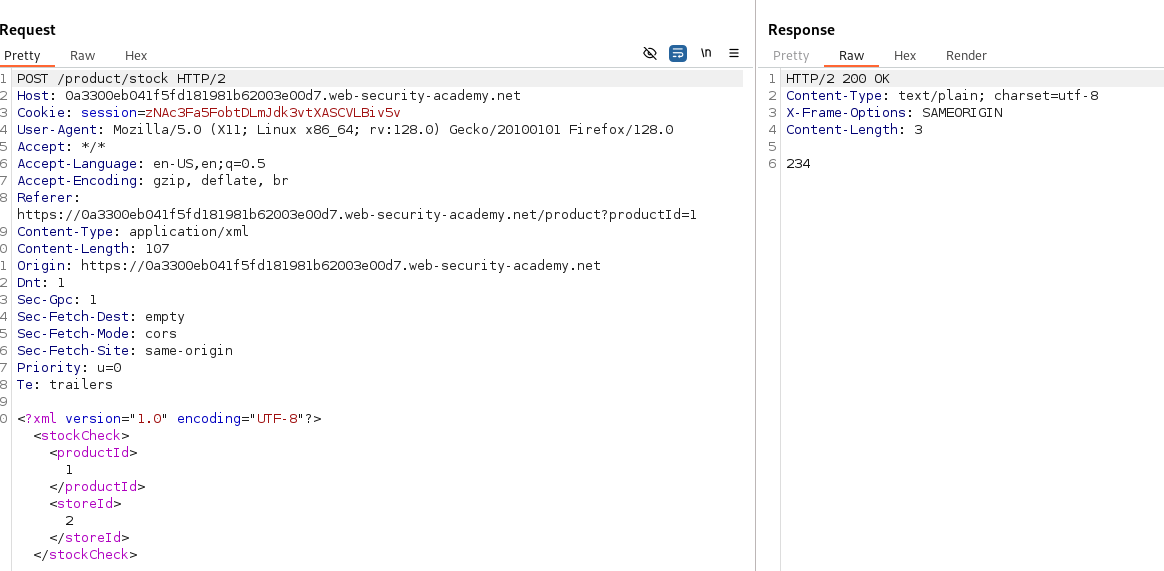 Request
Pretty Raw Hex \n
1 POST /product/stock HTTP/2
2 Host: 0a3300eb041f5fd181981b62003e00d7.web-security-academy.net
3 Cookie: session=zNAc3Fa5FobtDLmJdk3vtXASCVLBiv5v
4 User-Agent: Mozilla/5.0 (X11; Linux x86_64; rv:128.0) Gecko/20100101 Firefox/128.0
5 Accept: */*
6 Accept-Language: en-US,en;q=0.5
7 Accept-Encoding: gzip, deflate, br
8 Referer:
https://0a3300eb041f5fd181981b62003e00d7.web-security-academy.net/product?productId=1
9 Content-Type: application/xml
0 Content-Length: 107
1 Origin: https://0a3300eb041f5fd181981b62003e00d7.web-security-academy.net
2 Dnt: 1
3 Sec-Gpc: 1
4 Sec-Fetch-Dest: empty
5 Sec-Fetch-Mode: cors
6 Sec-Fetch-Site: same-origin
7 Priority: u=0
8 Te: trailers
9
0 <?xml version="1.0" encoding="UTF-8"?>
<stockCheck>
<productId>
1
</productId>
<storeId>
2
</storeId>
</stockCheck>
Response
Pretty Raw Hex Render
1 HTTP/2 200 OK
2 Content-Type: text/plain; charset=utf-8
3 X-Frame-Options: SAMEORIGIN
4 Content-Length: 3
5
6 234